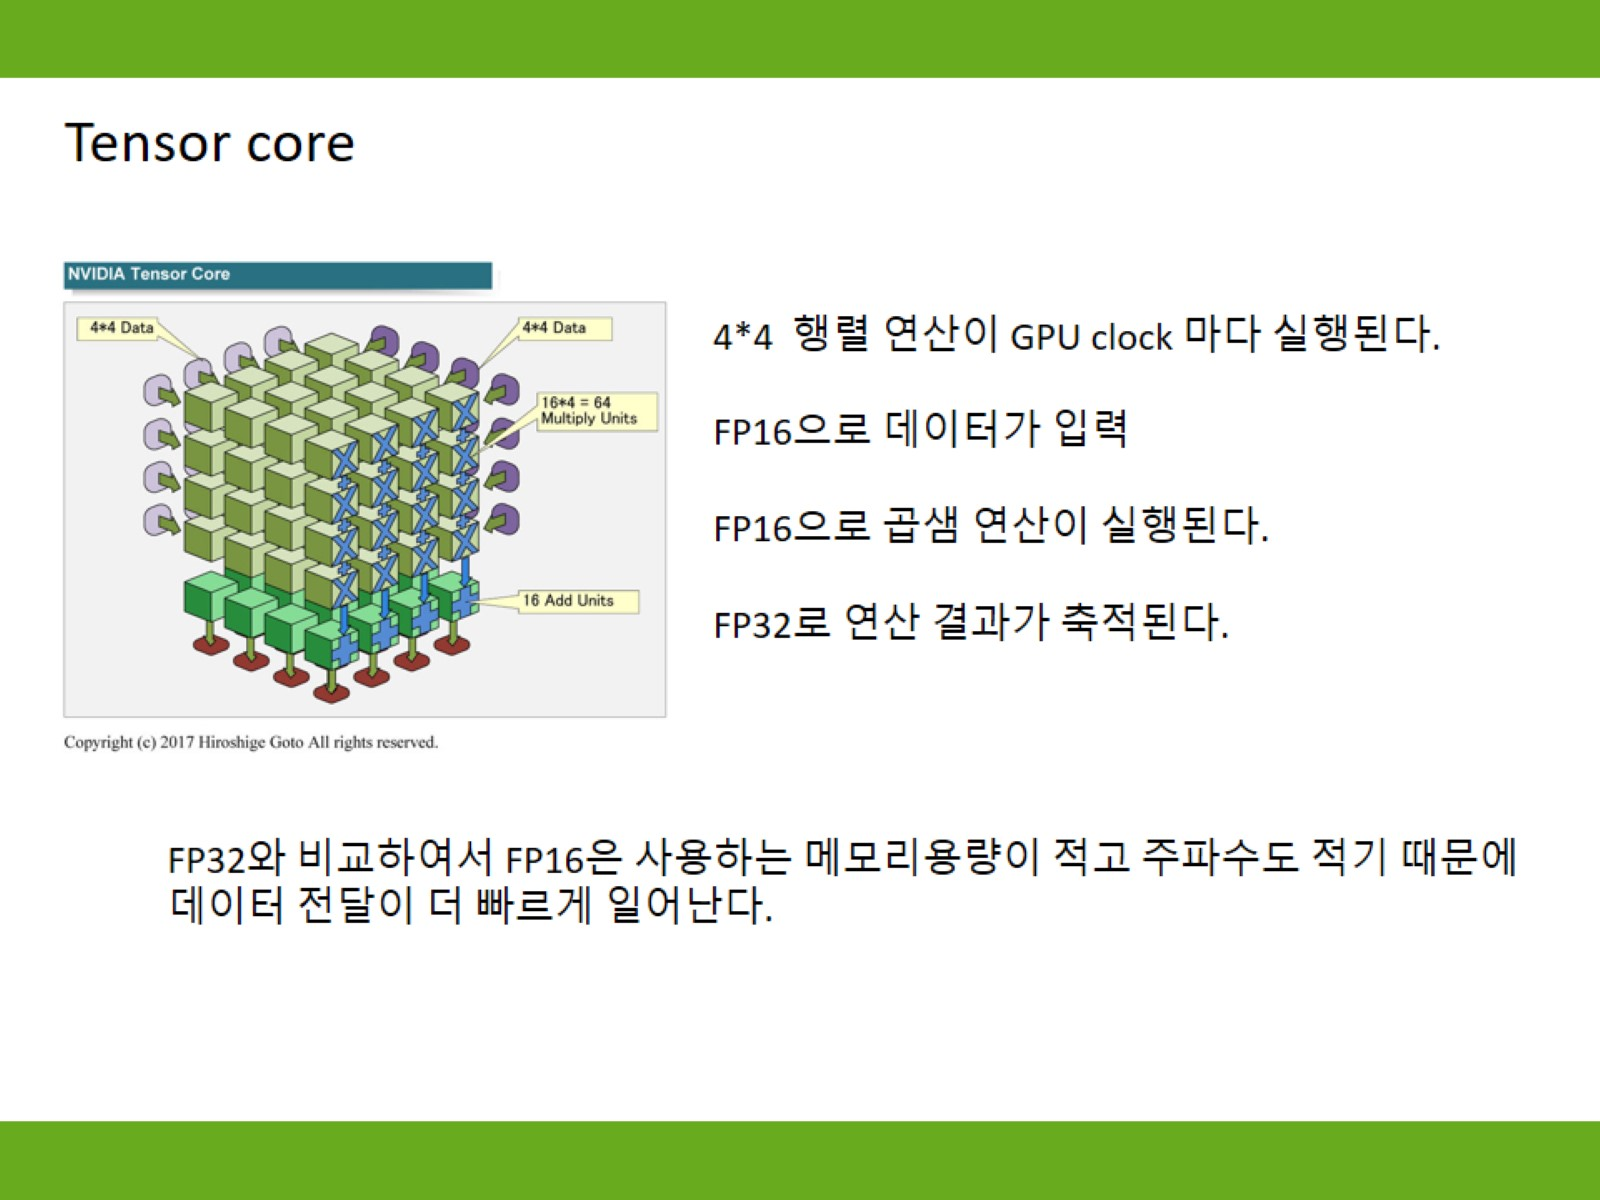 Tensor core
NVIDIA Tensor Core
4*4 Data
4*4 Data
16*4 = 64
Multiply Units
16 Add Units
Copyright (c) 2017 Hiroshige Goto All rights reserved.
4*4 행렬 연산이 GPU clock 마다 실행된다.
FP16으로 데이터가 입력
FP16으로 곱샘 연산이 실행된다.
FP32로 연산 결과가 축적된다.
FP32와 비교하여서 FP16은 사용하는 메모리용량이 적고 주파수도 적기 때문에
데이터 전달이 더 빠르게 일어난다.